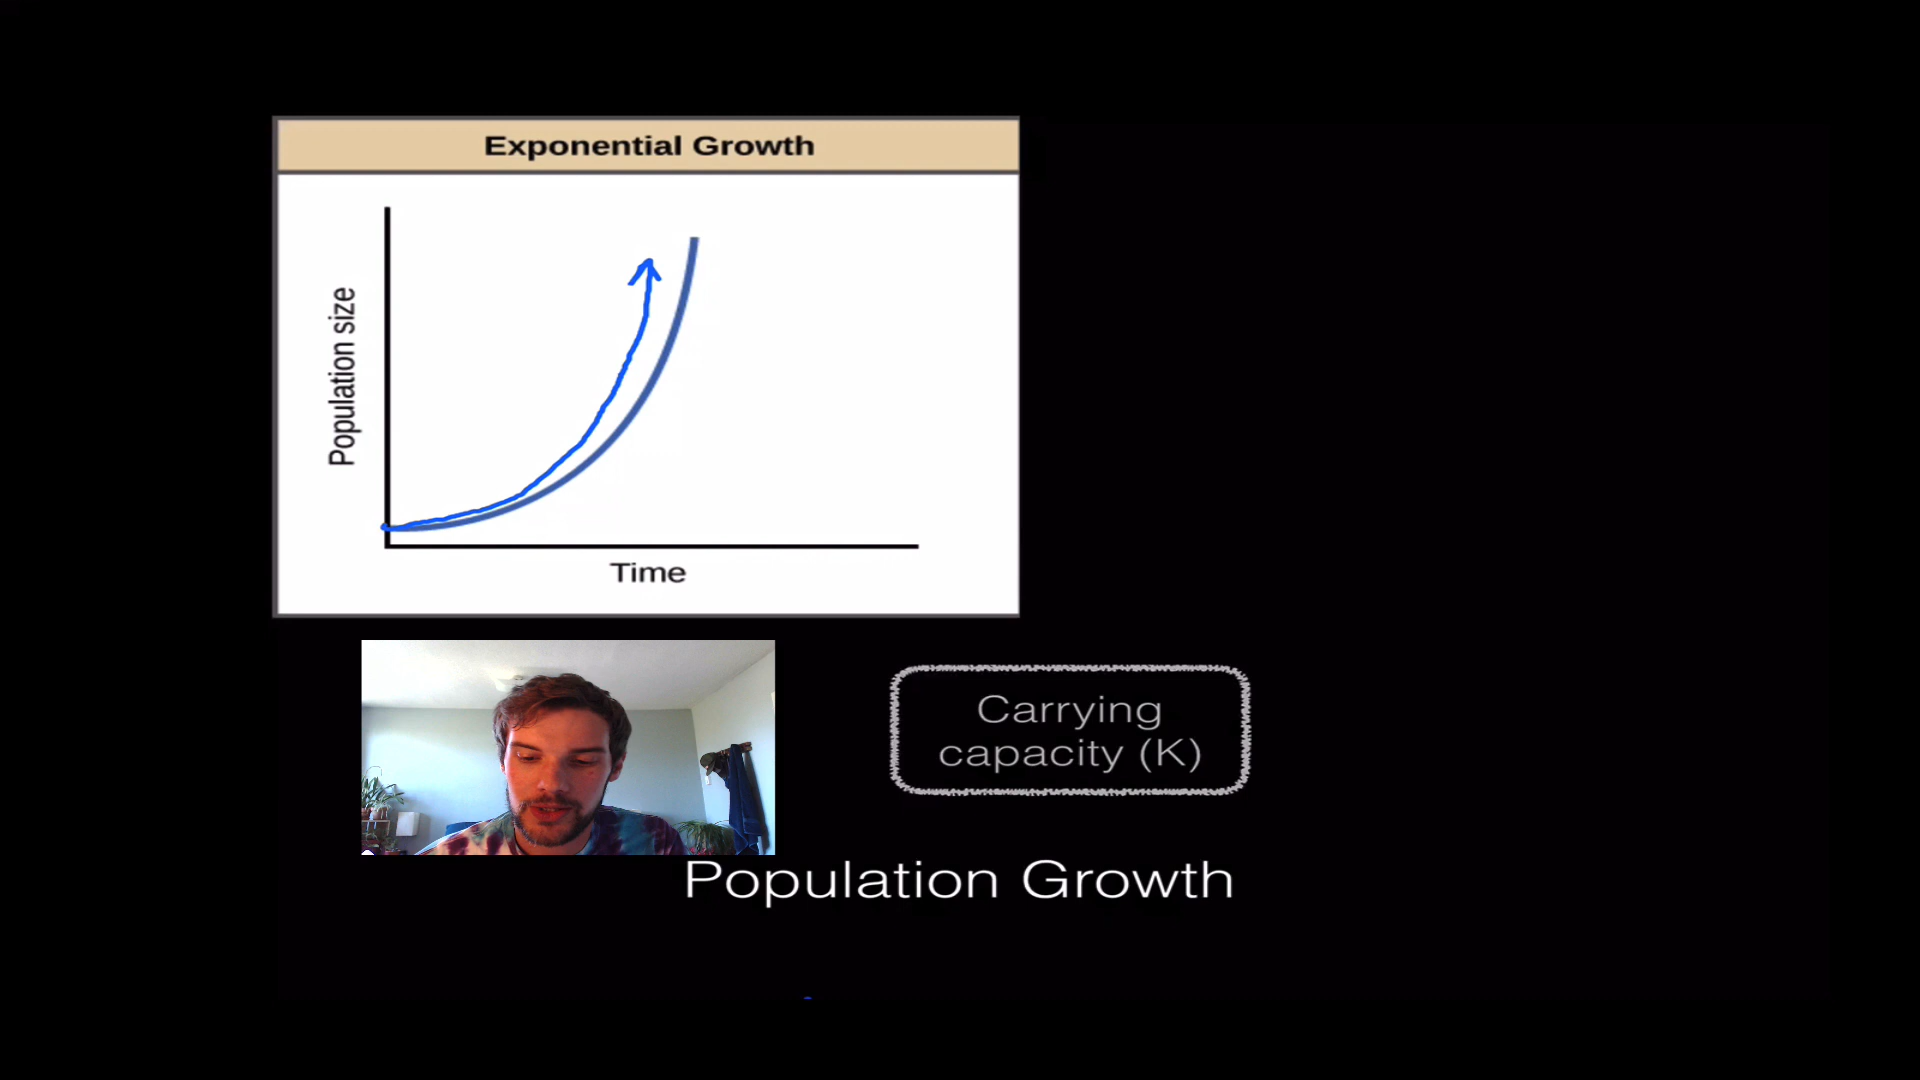 Exponential Growth
Population size
Time
Carrying
capacity (K)
Population Growth